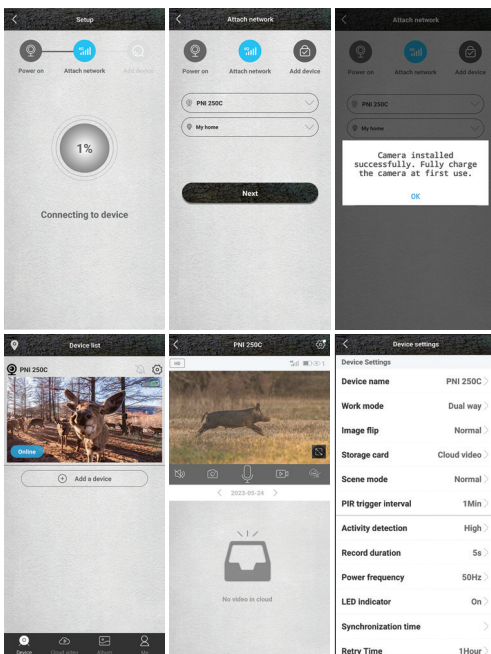 Setup
4G
Power on
Attach network
Add device
1%
Connecting to device
Attach network
4G
Power on
Attach network
Add device
PNI 250C
My home
Next
Attach network
4G
Power on
Attach network
Add device
PNI 250C
My home
Camera installed
successfully. Fully charge
the camera at first use.
OK
Device list
PNI 250C
Online
Add a device
Device
Cloud video
Album
My
PNI 250C
HD
2023-05-24
No video in cloud
Device settings
Device Settings
Device name
PNI 250C
Work mode
Dual way
Image flip
Normal
Storage card
Cloud video
Scene mode
Normal
PIR trigger interval
1Min
Activity detection
High
Record duration
5s
Power frequency
50Hz
LED indicator
On
Synchronization time
Retry Time
1Hour